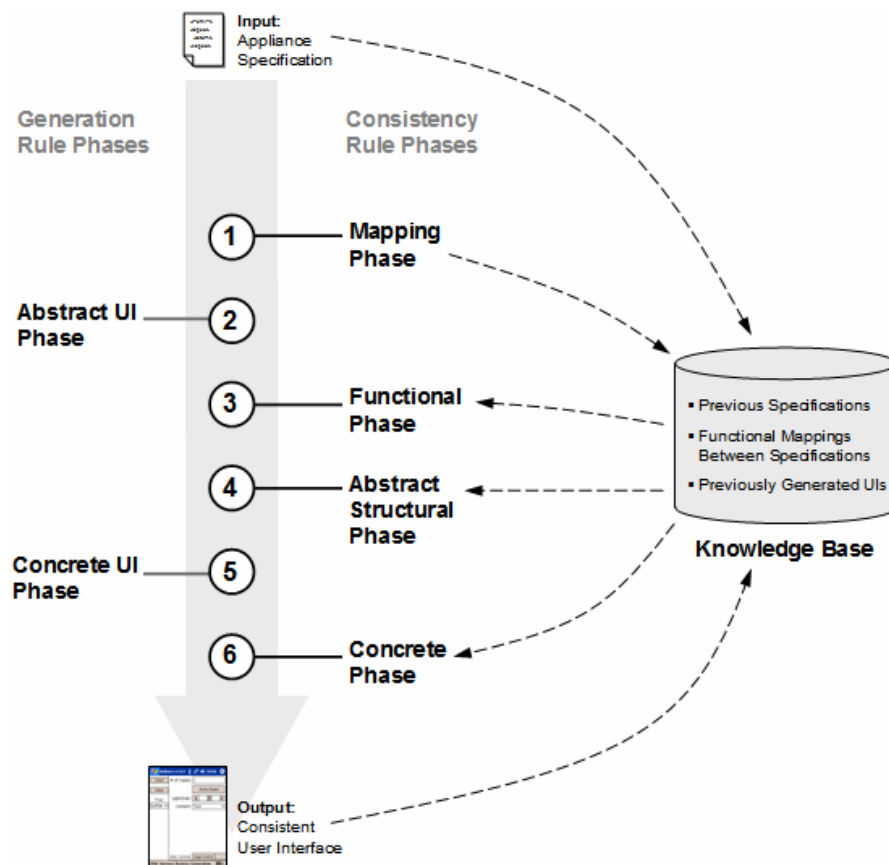 Input:
Appliance
Specification
Generation
Rule Phases
Consistency
Rule Phases
1
Mapping
Phase
Abstract UI
Phase
2
3
Functional
Phase
4
Abstract
Structural
Phase
Concrete UI
Phase
5
6
Concrete
Phase
▪ Previous Specifications
▪ Functional Mappings
Between Specifications
▪ Previously Generated UIs
Knowledge Base
Output:
Consistent
User Interface